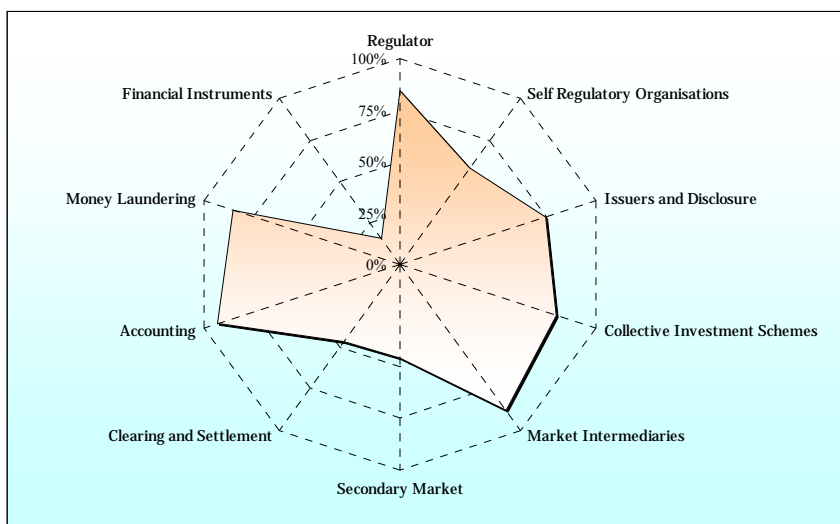 Regulator
100%
Financial Instruments
Self Regulatory Organisations
75%
50%
Money Laundering
Issuers and Disclosure
25%
0%
Accounting
Collective Investment Schemes
Clearing and Settlement
Market Intermediaries
Secondary Market